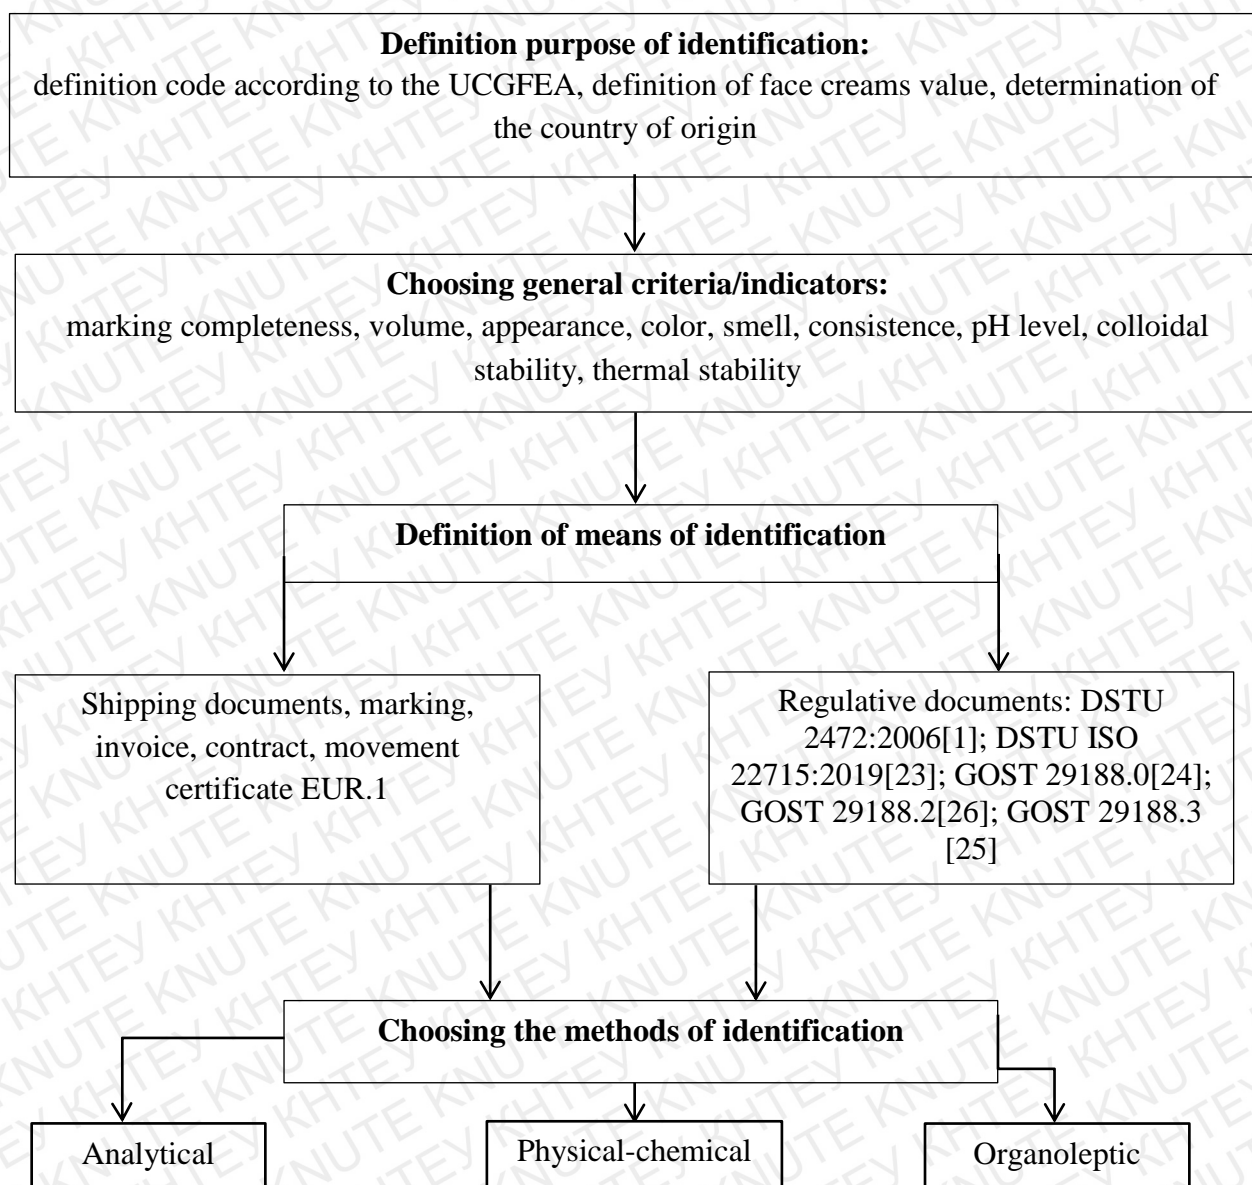 Definition purpose of identification:
definition code according to the UCGFEA, definition of face creams value, determination of
the country of origin
Choosing general criteria/indicators:
marking completeness, volume, appearance, color, smell, consistence, pH level, colloidal
stability, thermal stability
Definition of means of identification
Shipping documents, marking,
invoice, contract, movement
certificate EUR.1
Regulative documents: DSTU
2472:2006[1]; DSTU ISO
22715:2019[23]; GOST 29188.0[24];
GOST 29188.2[26]; GOST 29188.3
[25]
Choosing the methods of identification
Analytical
Physical-chemical
Organoleptic